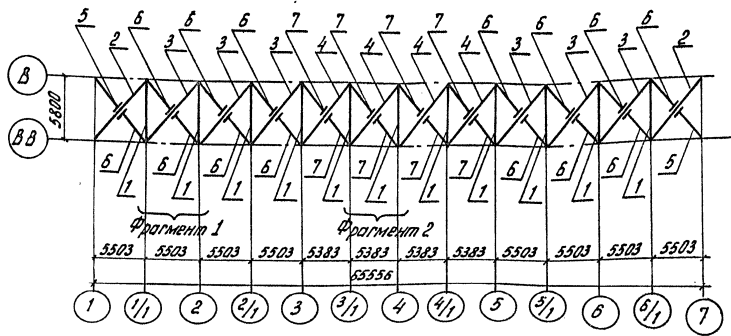 5 2 6 3 6 3 6 3 7 3 7 4 7 4 7 4 6 4 6 3 6 3 6 3 2
В
5800
ВВ
6 1 6 1 6 1 6 1 7 1 7 1 7 1 7 1 6 1 6 1 6 1 5
Фрагмент 1 Фрагмент 2
5503 5503 5503 5503 5383 5383 5383 5383 5503 5503 5503 5503
65556
1 1/1 2 2/1 3 3/1 4 4/1 5 5/1 6 6/1 7